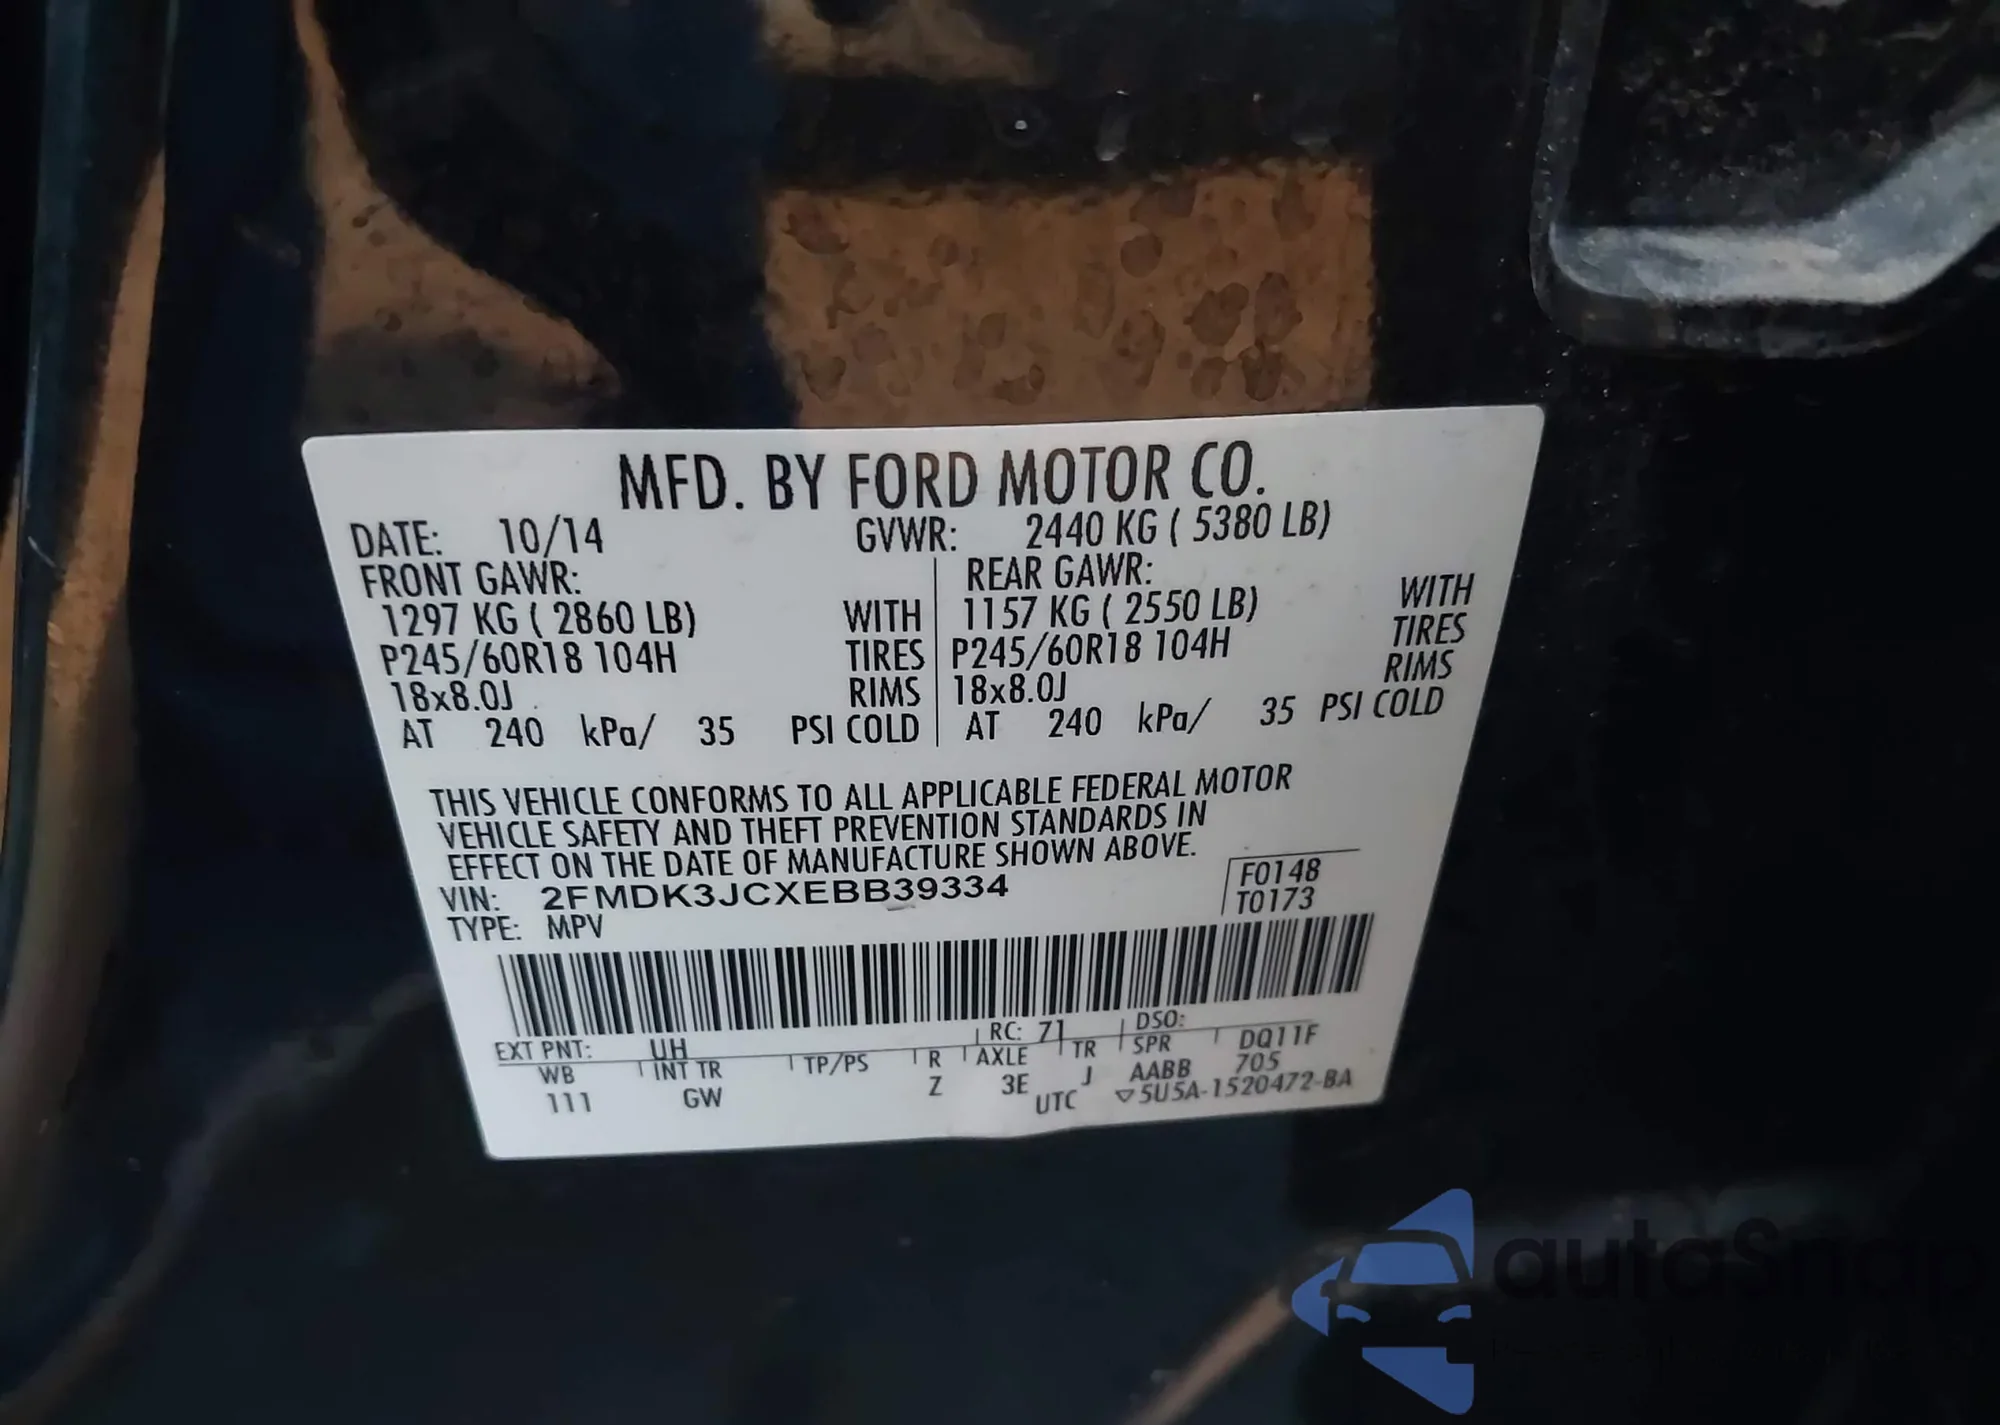 MFD. BY FORD MOTOR CO.
DATE: 10/14 GVWR: 2440 KG ( 5380 LB)
FRONT GAWR: REAR GAWR:
1297 KG ( 2860 LB) WITH 1157 KG ( 2550 LB) WITH
P245/60R18 104H TIRES P245/60R18 104H TIRES
18x8.0J RIMS 18x8.0J RIMS
AT 240 kPa/ 35 PSI COLD AT 240 kPa/ 35 PSI COLD
THIS VEHICLE CONFORMS TO ALL APPLICABLE FEDERAL MOTOR
VEHICLE SAFETY AND THEFT PREVENTION STANDARDS IN
EFFECT ON THE DATE OF MANUFACTURE SHOWN ABOVE.
VIN: 2FMDK3JCXEBB39334 F0148
TYPE: MPV T0173
EXT PNT: UH RC: 71 DSO:
WB INT TR TP/PS R AXLE TR SPR DQ11F
111 GW Z 3E J AABB 705
UTC ▽5U5A-1520472-BA
autoSnap